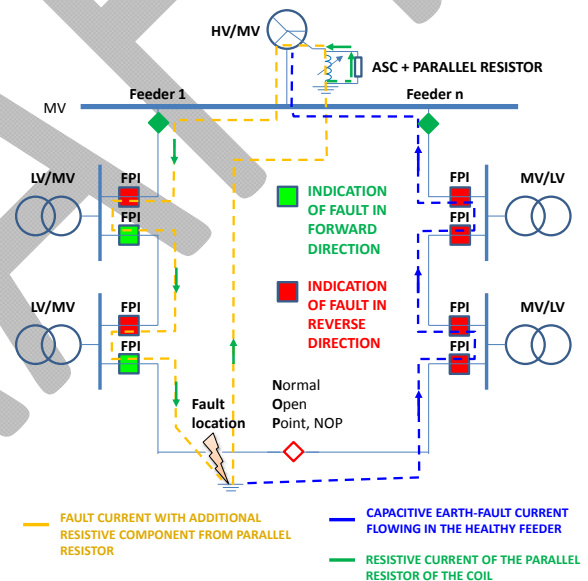 HV/MV
ASC + PARALLEL RESISTOR
Feeder 1
Feeder n
MV
LV/MV
FPI
FPI
INDICATION
OF FAULT IN
FORWARD
DIRECTION
FPI
MV/LV
FPI
LV/MV
FPI
FPI
INDICATION
OF FAULT IN
REVERSE
DIRECTION
FPI
MV/LV
FPI
Fault
location
Normal
Open
Point, NOP
FAULT CURRENT WITH ADDITIONAL
RESISTIVE COMPONENT FROM PARALLEL
RESISTOR
CAPACITIVE EARTH-FAULT CURRENT
FLOWING IN THE HEALTHY FEEDER
RESISTIVE CURRENT OF THE PARALLEL
RESISTOR OF THE COIL